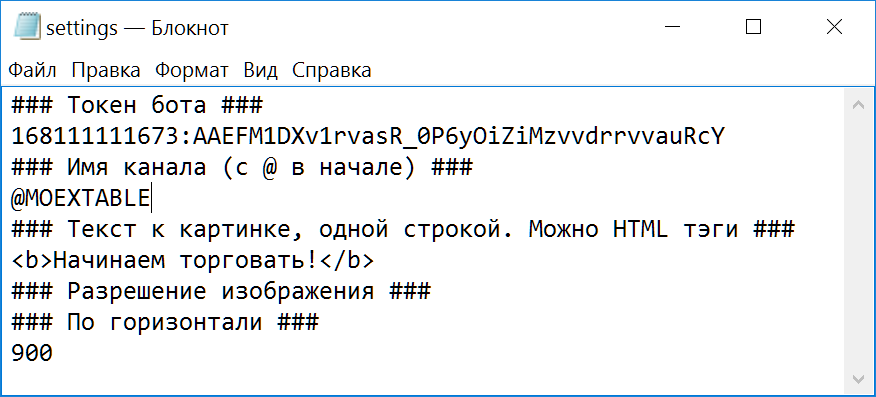 settings — Блокнот
Файл Правка Формат Вид Справка
### Токен бота ###
168111111673:AAEFM1DXv1rvasR_0P6yOiZiMzvvdrrvvauRcY
### Имя канала (с @ в начале) ###
@MOEXTABLE
### Текст к картинке, одной строкой. Можно HTML тэги ###
<b>Начинаем торговать!</b>
### Разрешение изображения ###
### По горизонтали ###
900